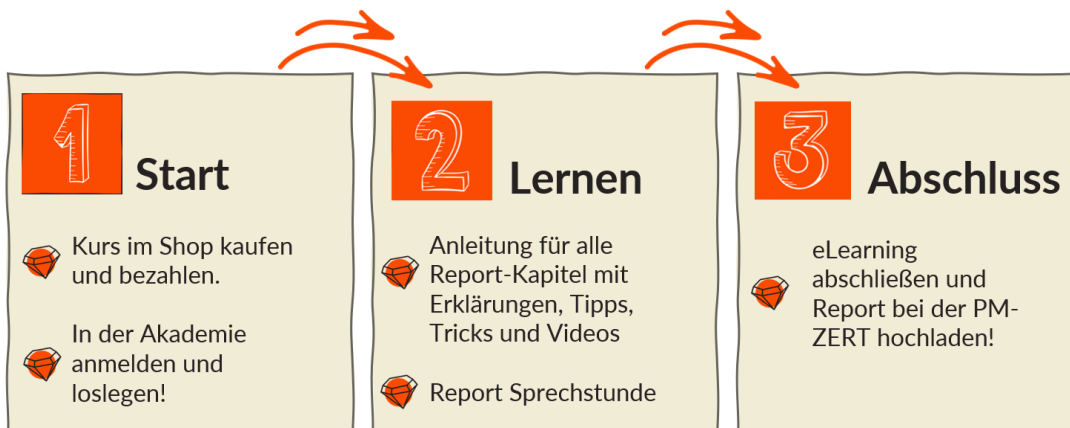 1 Start
Kurs im Shop kaufen
und bezahlen.
In der Akademie
anmelden und
loslegen!
2 Lernen
Anleitung für alle
Report-Kapitel mit
Erklärungen, Tipps,
Tricks und Videos
Report Sprechstunde
3 Abschluss
eLearning
abschließen und
Report bei der PM-
ZERT hochladen!